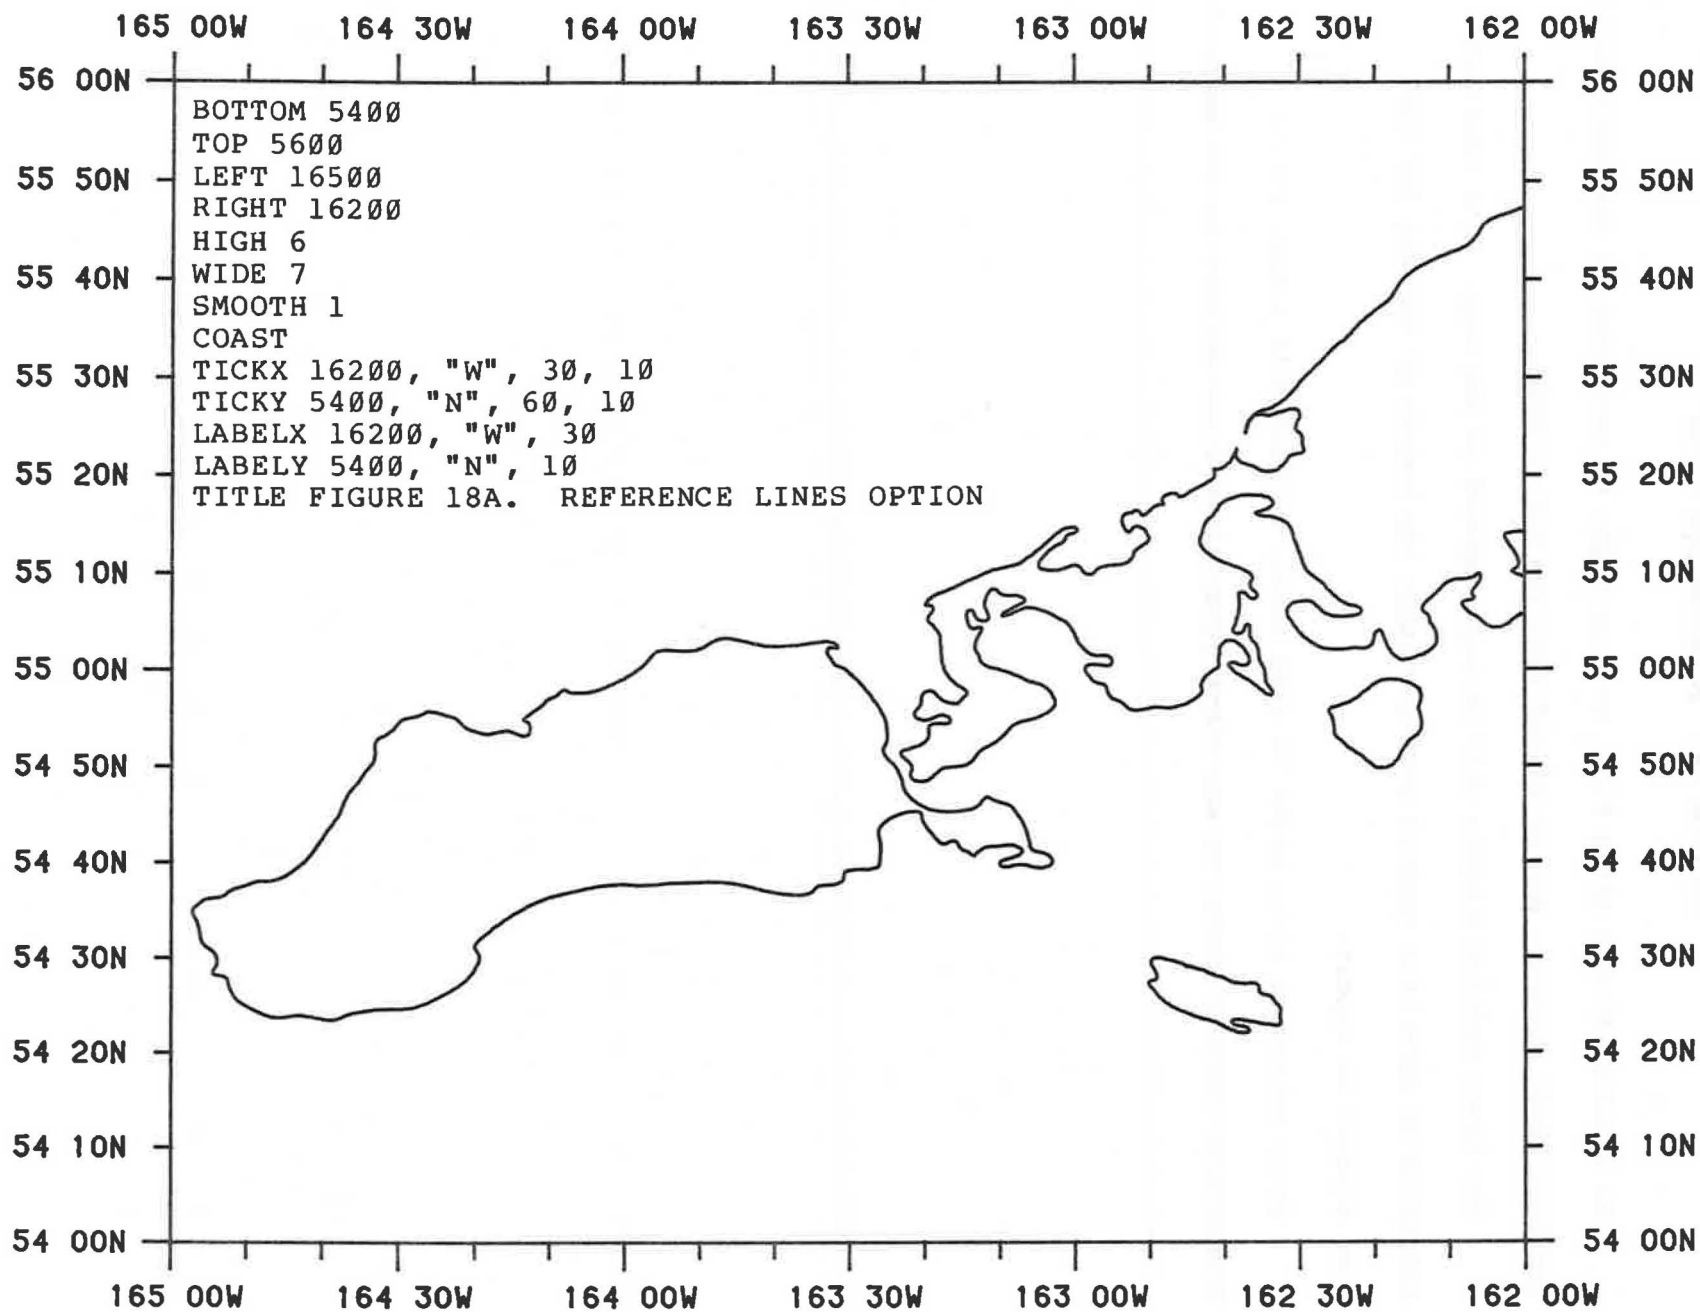 165 00W 164 30W 164 00W 163 30W 163 00W 162 30W 162 00W
56 00N 56 00N
BOTTOM 5400
TOP 5600
55 50N LEFT 16500 55 50N
RIGHT 16200
HIGH 6
55 40N WIDE 7 55 40N
SMOOTH 1
COAST
55 30N TICKX 16200, "W", 30, 10 55 30N
TICKY 5400, "N", 60, 10
LABELX 16200, "W", 30
55 20N LABELY 5400, "N", 10 55 20N
TITLE FIGURE 18A. REFERENCE LINES OPTION
55 10N 55 10N
55 00N 55 00N
54 50N 54 50N
54 40N 54 40N
54 30N 54 30N
54 20N 54 20N
54 10N 54 10N
54 00N 54 00N
165 00W 164 30W 164 00W 163 30W 163 00W 162 30W 162 00W